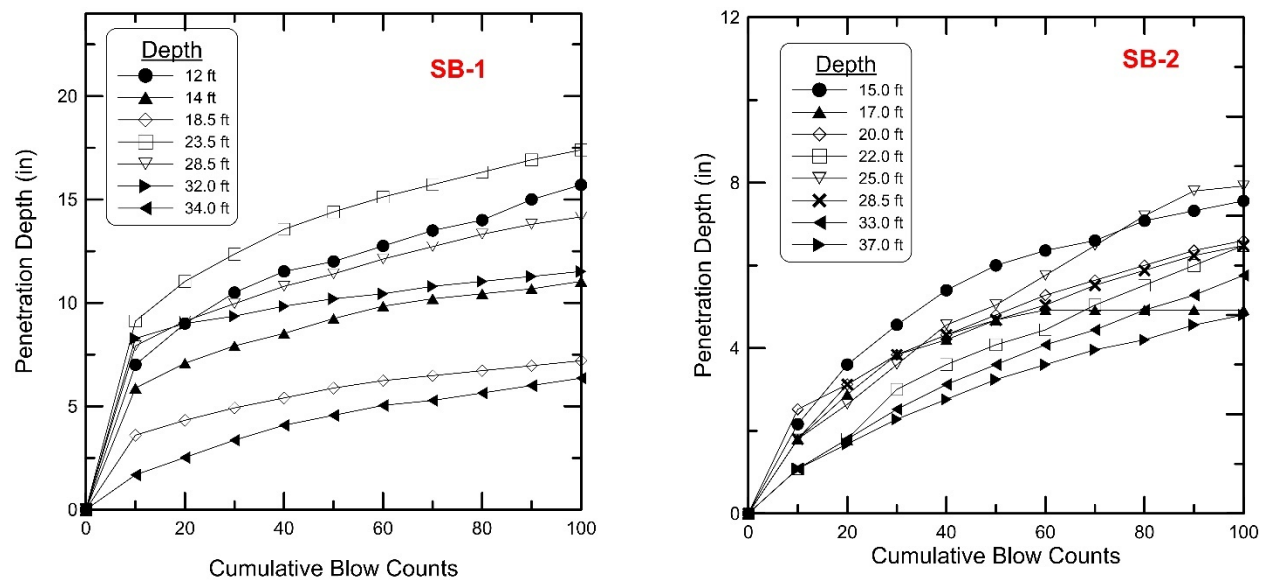 SB-1
Depth
12 ft
14 ft
18.5 ft
23.5 ft
28.5 ft
32.0 ft
34.0 ft
20
15
10
5
0
0 20 40 60 80 100
Penetration Depth (in)
Cumulative Blow Counts
SB-2
Depth
15.0 ft
17.0 ft
20.0 ft
22.0 ft
25.0 ft
28.5 ft
33.0 ft
37.0 ft
12
8
4
0
0 20 40 60 80 100
Penetration Depth (in)
Cumulative Blow Counts